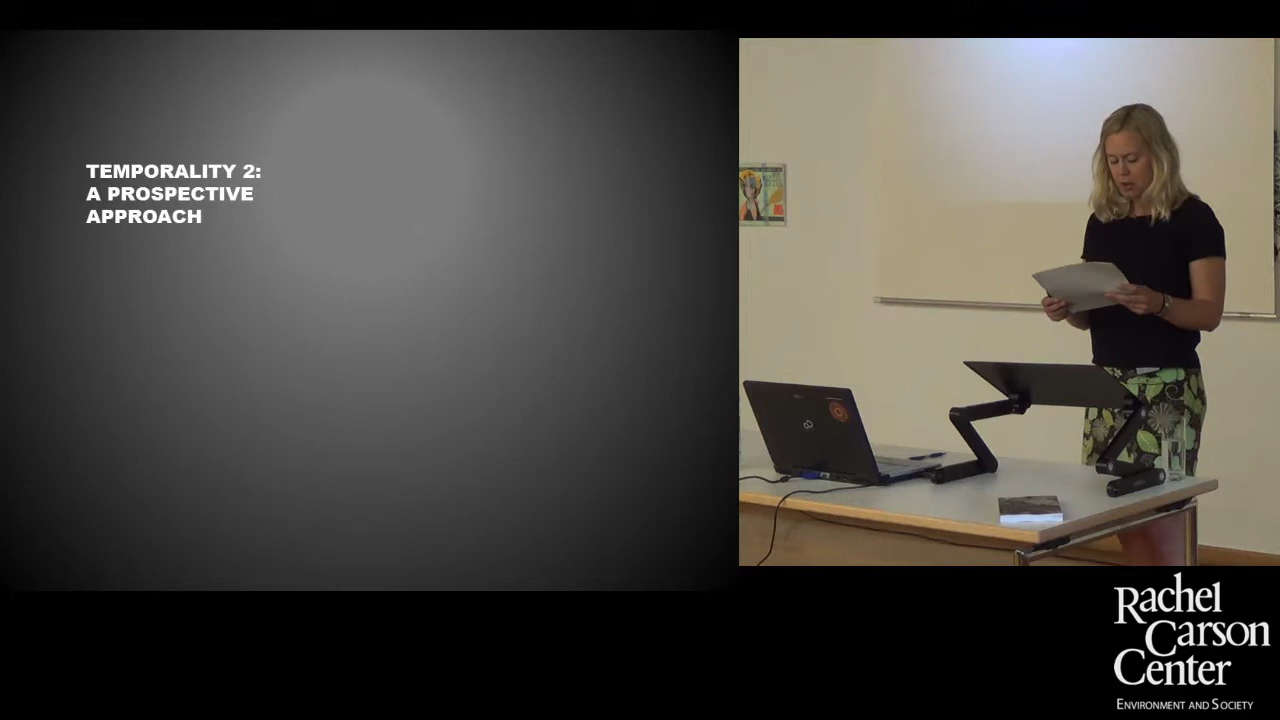 TEMPORALITY 2:
A PROSPECTIVE
APPROACH
Rachel
Carson
Center
ENVIRONMENT AND SOCIETY